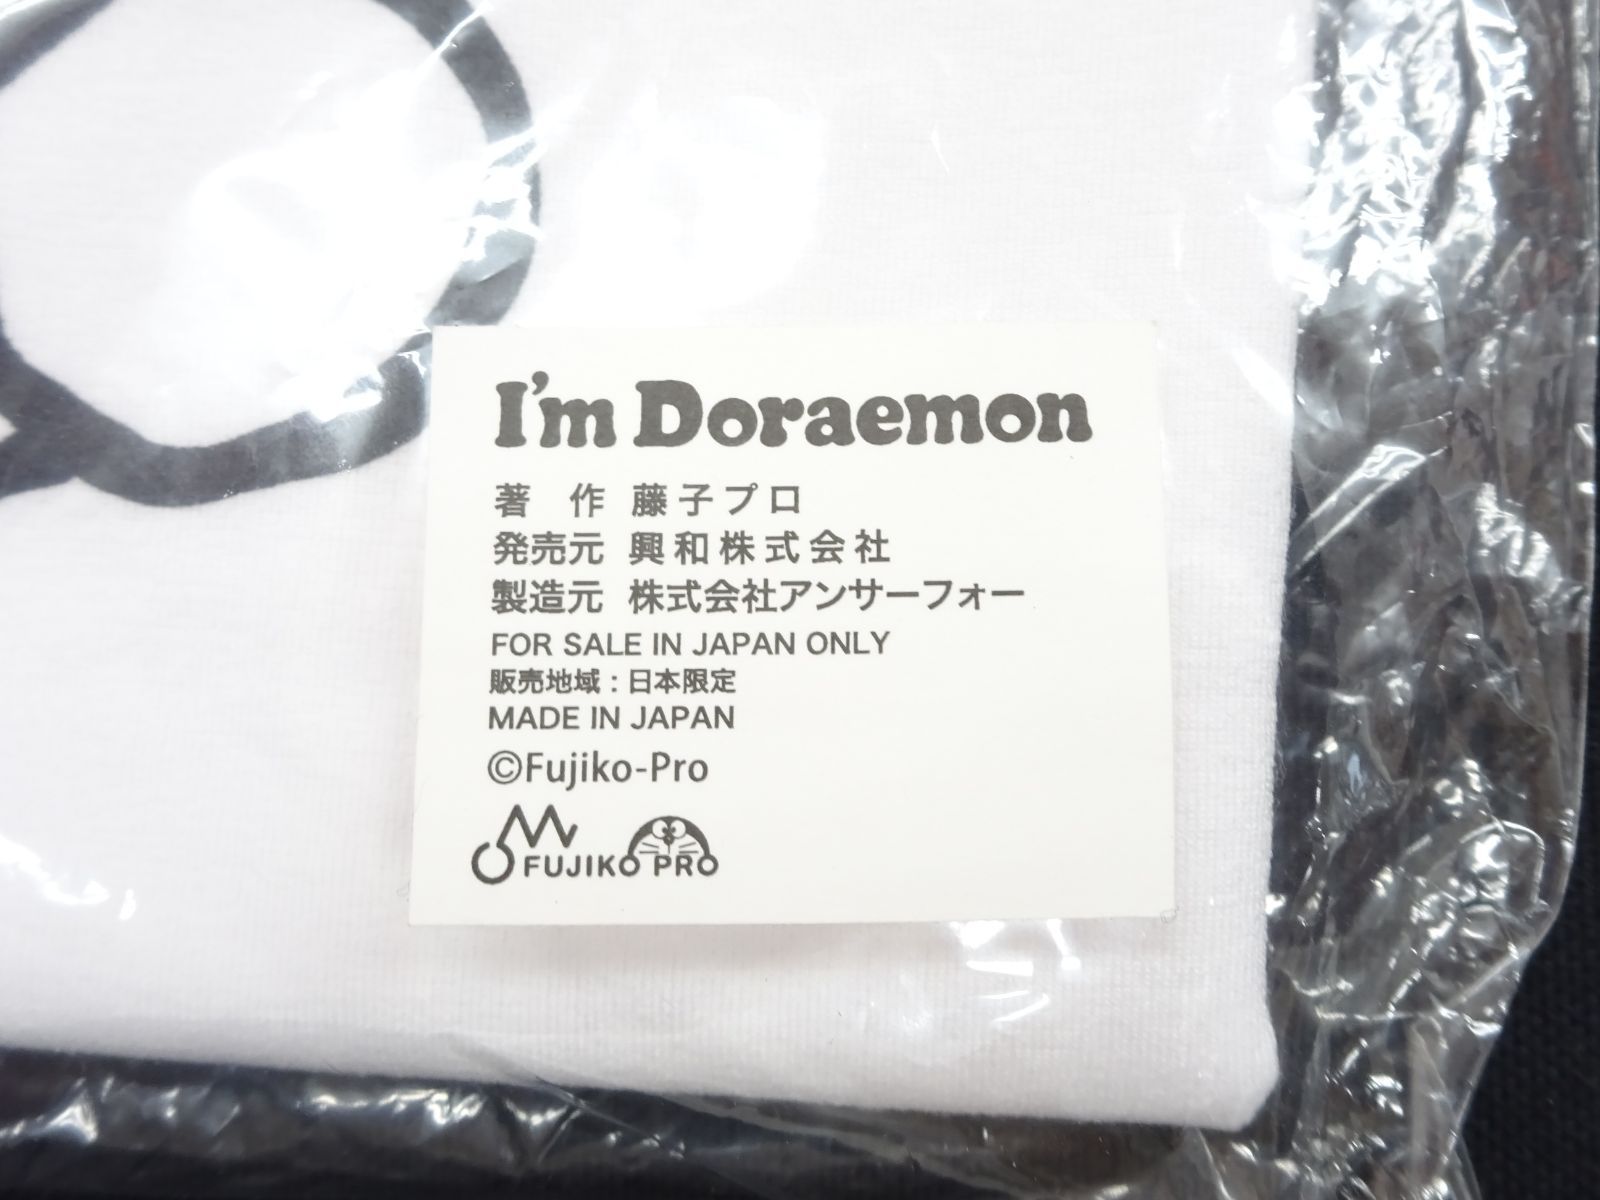 I'm Doraemon
著　作 藤子プロ
発売元 興和株式会社
製造元 株式会社アンサーフォー
FOR SALE IN JAPAN ONLY
販売地域：日本限定
MADE IN JAPAN
©Fujiko-Pro
FUJIKO PRO